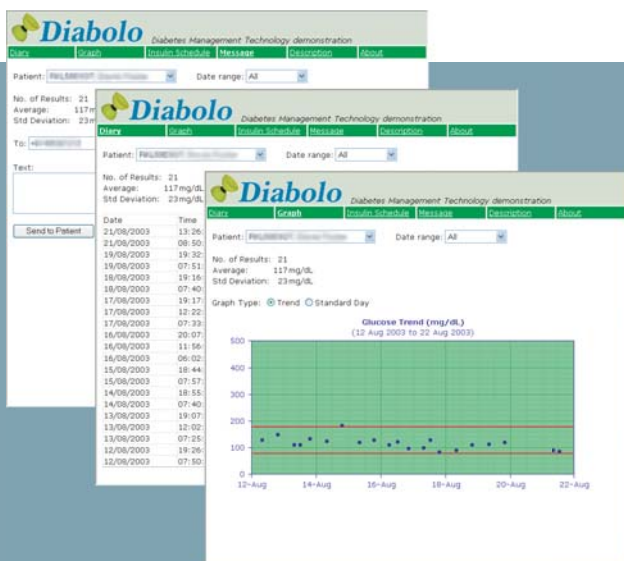 Diabolo Diabetes Management Technology demonstration
Diary Graph Insulin Schedule Message Description About
Patient: Date range: All
No. of Results: 21
Average: 117m
Std Deviation: 23m
To:
Text:
Send to Patient
Diabolo Diabetes Management Technology demonstration
Diary Graph Insulin Schedule Message Description About
Patient: Date range: All
No. of Results: 21
Average: 117mg/dL
Std Deviation: 23mg/dL
Date Time
21/08/2003 13:26:
21/08/2003 08:50:
19/08/2003 19:32:
19/08/2003 07:51:
18/08/2003 19:16:
18/08/2003 07:40:
17/08/2003 19:17:
17/08/2003 12:22:
17/08/2003 07:33:
16/08/2003 20:07:
16/08/2003 11:56:
16/08/2003 06:02:
15/08/2003 18:44:
15/08/2003 07:57:
14/08/2003 18:55:
14/08/2003 07:40:
13/08/2003 19:07:
13/08/2003 12:02:
13/08/2003 07:25:
12/08/2003 19:26:
12/08/2003 07:50:
Diabolo Diabetes Management Technology demonstration
Diary Graph Insulin Schedule Message Description About
Patient: Date range: All
No. of Results: 21
Average: 117mg/dL
Std Deviation: 23mg/dL
Graph Type: Trend Standard Day
Glucose Trend (mg/dL)
(12 Aug 2003 to 22 Aug 2003)
500
400
300
200
100
0
12-Aug 14-Aug 16-Aug 18-Aug 20-Aug 22-Aug